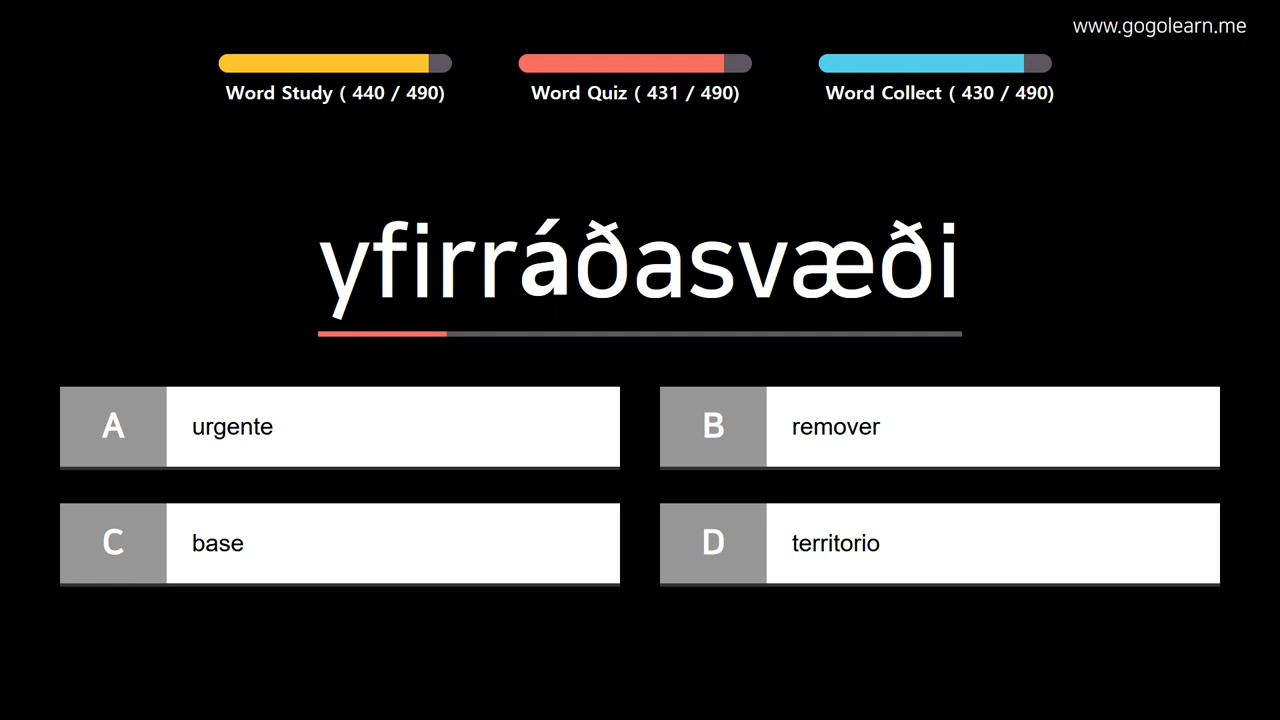 www.gogolearn.me
Word Study ( 440 / 490)
Word Quiz ( 431 / 490)
Word Collect ( 430 / 490)
yfirráðasvæði
A urgente
B remover
C base
D territorio